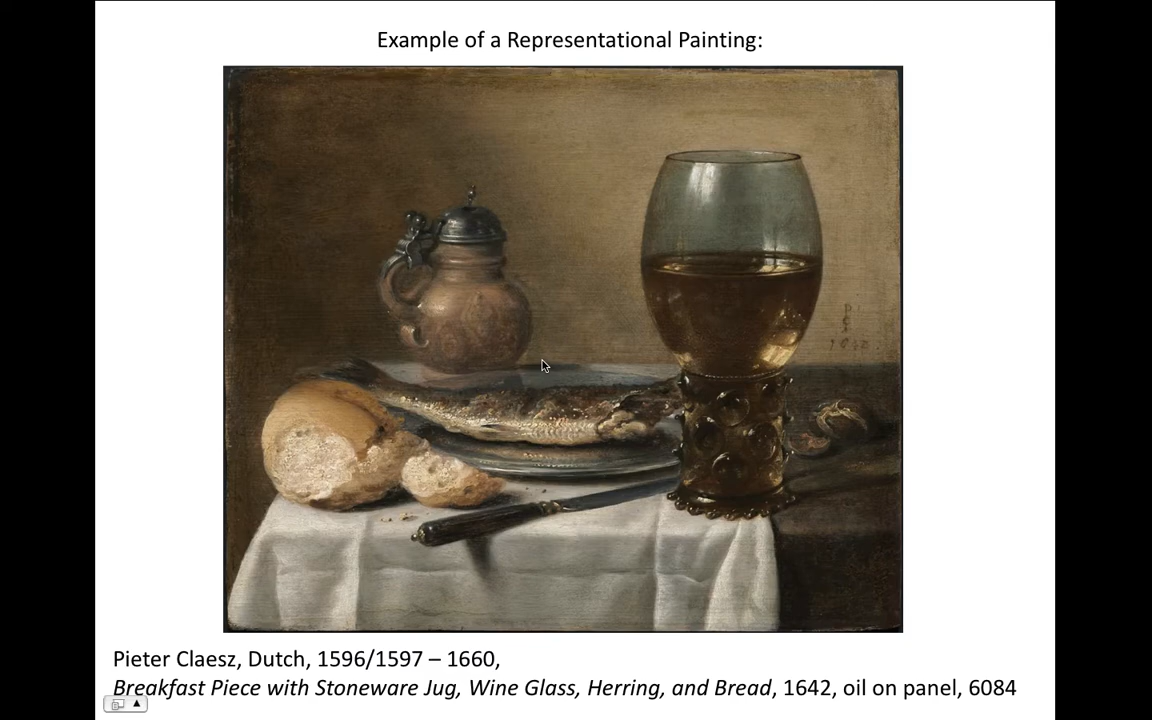 Example of a Representational Painting:
1642
Pieter Claesz, Dutch, 1596/1597 – 1660,
Breakfast Piece with Stoneware Jug, Wine Glass, Herring, and Bread, 1642, oil on panel, 6084